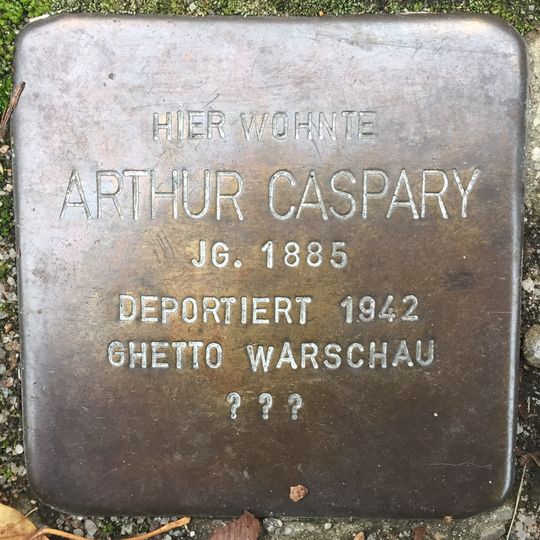 HIER WOHNTE
ARTHUR CASPARY
JG. 1885
DEPORTIERT 1942
GHETTO WARSCHAU
? ? ?